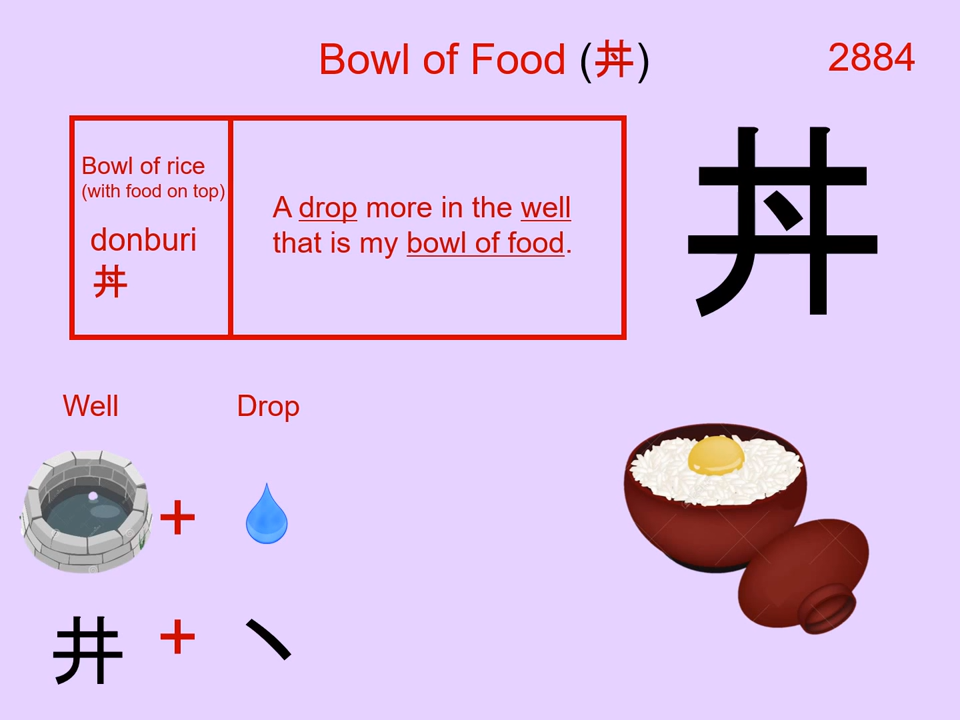 Bowl of Food (丼)
2884
Bowl of rice
(with food on top)
donburi
丼
A drop more in the well
that is my bowl of food.
丼
Well
Drop
+
井 + 丶